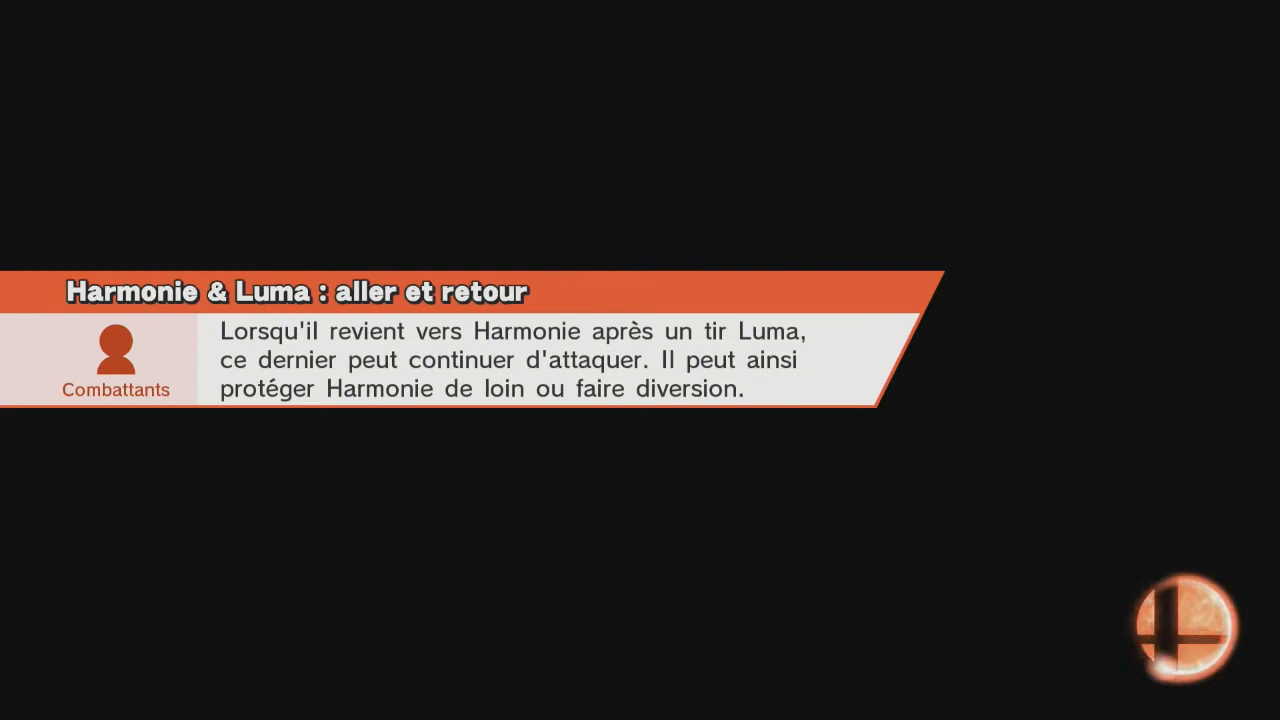 Harmonie & Luma : aller et retour
Combattants
Lorsqu'il revient vers Harmonie après un tir Luma,
ce dernier peut continuer d'attaquer. Il peut ainsi
protéger Harmonie de loin ou faire diversion.